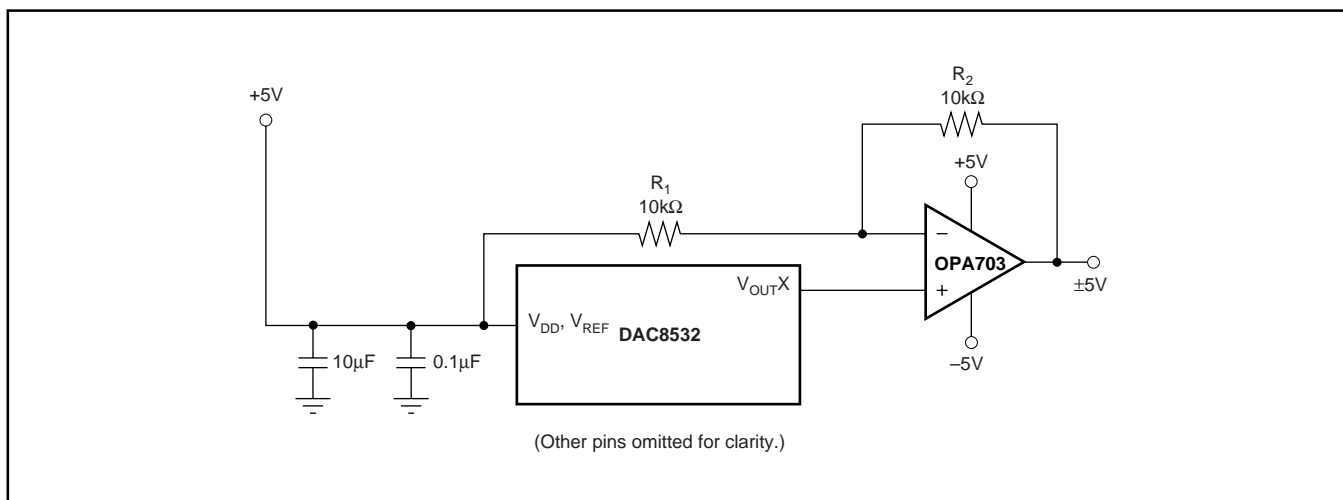 +5V
R1
10kΩ
R2
10kΩ
+5V
−
OPA703
+
±5V
–5V
VOUTX
VDD, VREF DAC8532
10µF
0.1µF
(Other pins omitted for clarity.)